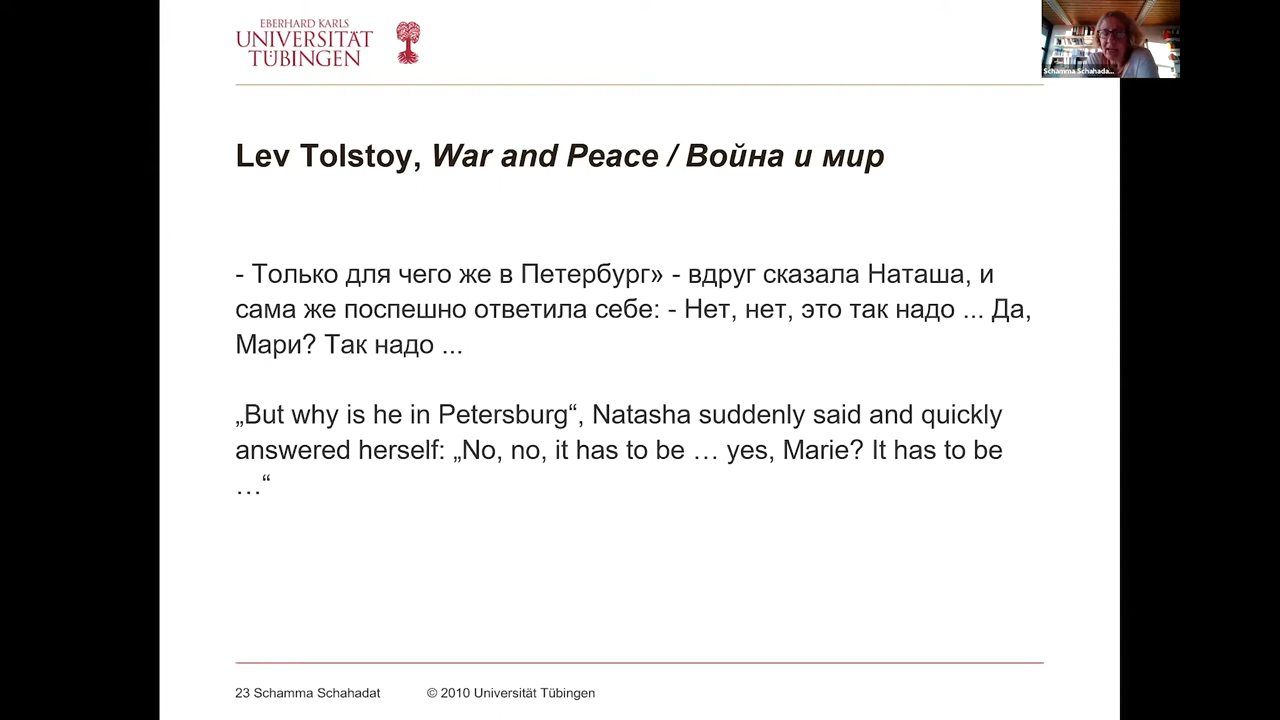 EBERHARD KARLS
UNIVERSITÄT
TÜBINGEN
Schamma Schahada...
Lev Tolstoy, War and Peace / Война и мир
- Только для чего же в Петербург» - вдруг сказала Наташа, и
сама же поспешно ответила себе: - Нет, нет, это так надо ... Да,
Мари? Так надо ...
„But why is he in Petersburg“, Natasha suddenly said and quickly
answered herself: „No, no, it has to be … yes, Marie? It has to be
…“
23 Schamma Schahadat © 2010 Universität Tübingen